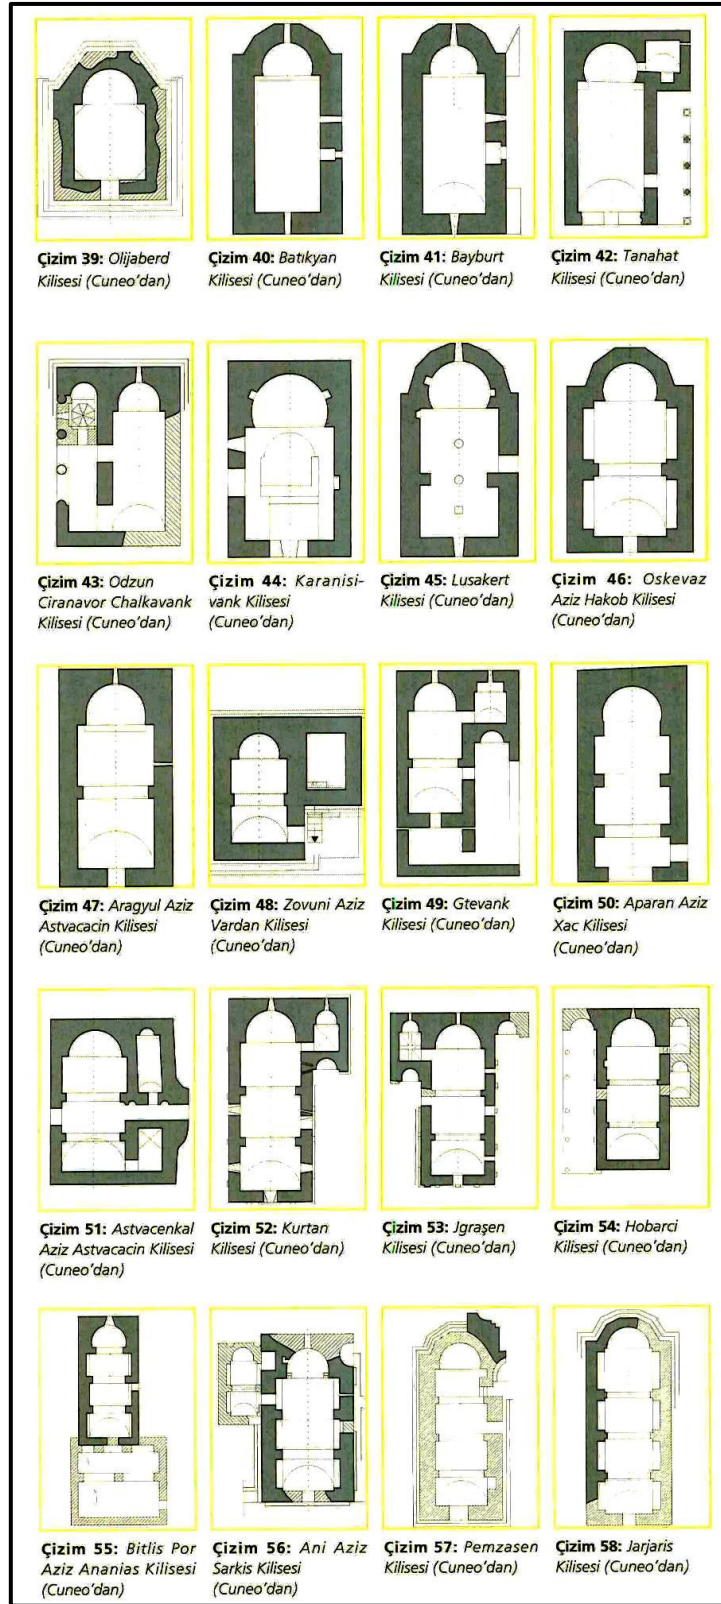 Çizim 39: Olijaberd
Kilisesi (Cuneo'dan)
Çizim 40: Batıkyan
Kilisesi (Cuneo'dan)
Çizim 41: Bayburt
Kilisesi (Cuneo'dan)
Çizim 42: Tanahat
Kilisesi (Cuneo'dan)
Çizim 43: Odzun
Ciranavor Chalkavank
Kilisesi (Cuneo'dan)
Çizim 44: Karanisi-
vank Kilisesi
(Cuneo'dan)
Çizim 45: Lusakert
Kilisesi (Cuneo'dan)
Çizim 46: Oskevaz
Aziz Hakob Kilisesi
(Cuneo'dan)
Çizim 47: Aragyul Aziz
Astvacacin Kilisesi
(Cuneo'dan)
Çizim 48: Zovuni Aziz
Vardan Kilisesi
(Cuneo'dan)
Çizim 49: Gtevank
Kilisesi (Cuneo'dan)
Çizim 50: Aparan Aziz
Xac Kilisesi
(Cuneo'dan)
Çizim 51: Astvacenkal
Aziz Astvacacin Kilisesi
(Cuneo'dan)
Çizim 52: Kurtan
Kilisesi (Cuneo'dan)
Çizim 53: Jgraşen
Kilisesi (Cuneo'dan)
Çizim 54: Hobarci
Kilisesi (Cuneo'dan)
Çizim 55: Bitlis Por
Aziz Ananias Kilisesi
(Cuneo'dan)
Çizim 56: Ani Aziz
Sarkis Kilisesi
(Cuneo'dan)
Çizim 57: Pemzasen
Kilisesi (Cuneo'dan)
Çizim 58: Jarjaris
Kilisesi (Cuneo'dan)